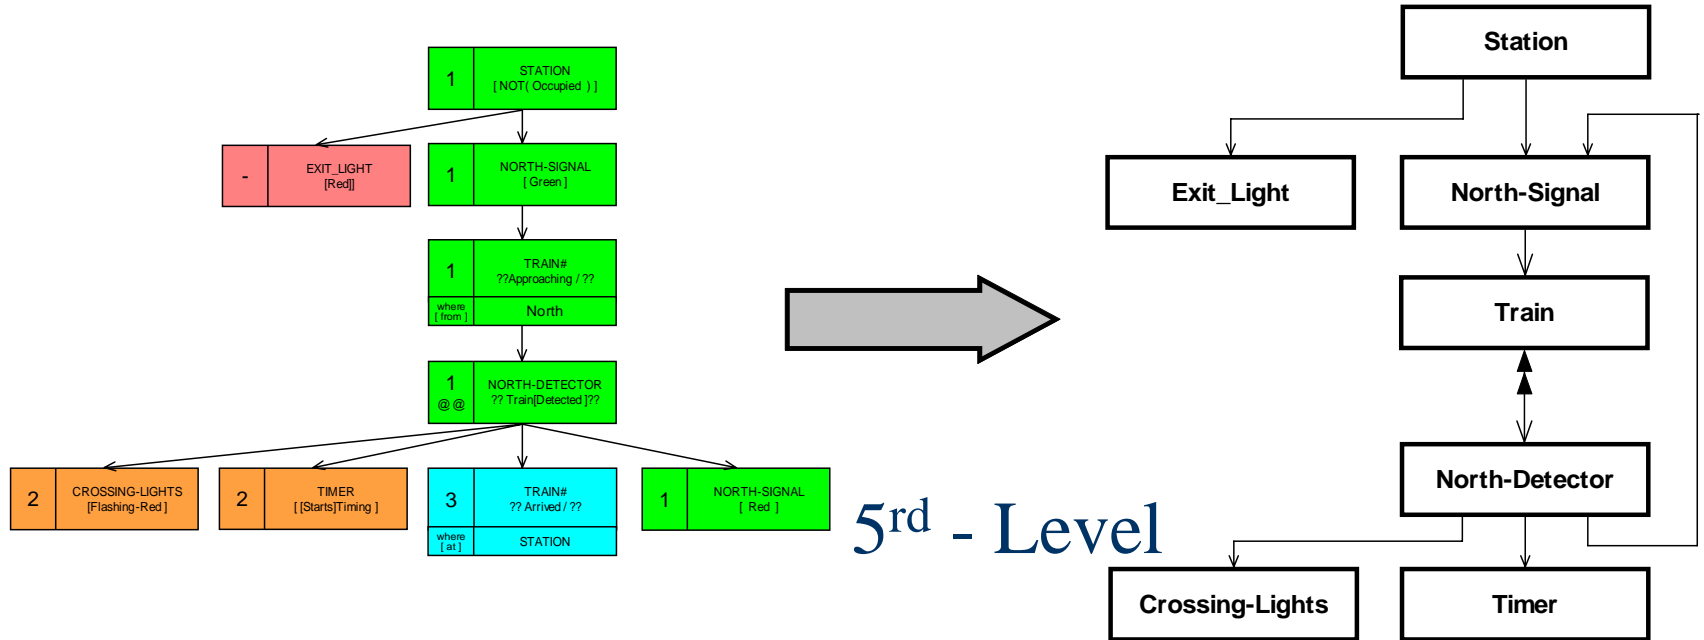 1
STATION
[ NOT( Occupied ) ]
-
EXIT_LIGHT
[Red]]
1
NORTH-SIGNAL
[ Green ]
1
TRAIN#
??Approaching / ??
where
[ from ]
North
1
@@
NORTH-DETECTOR
?? Train[Detected ]??
2
CROSSING-LIGHTS
[Flashing-Red ]
2
TIMER
[ [Starts]Timing ]
3
TRAIN#
?? Arrived / ??
where
[ at ]
STATION
1
NORTH-SIGNAL
[ Red ]
5rd - Level
Station
Exit_Light
North-Signal
Train
North-Detector
Crossing-Lights
Timer